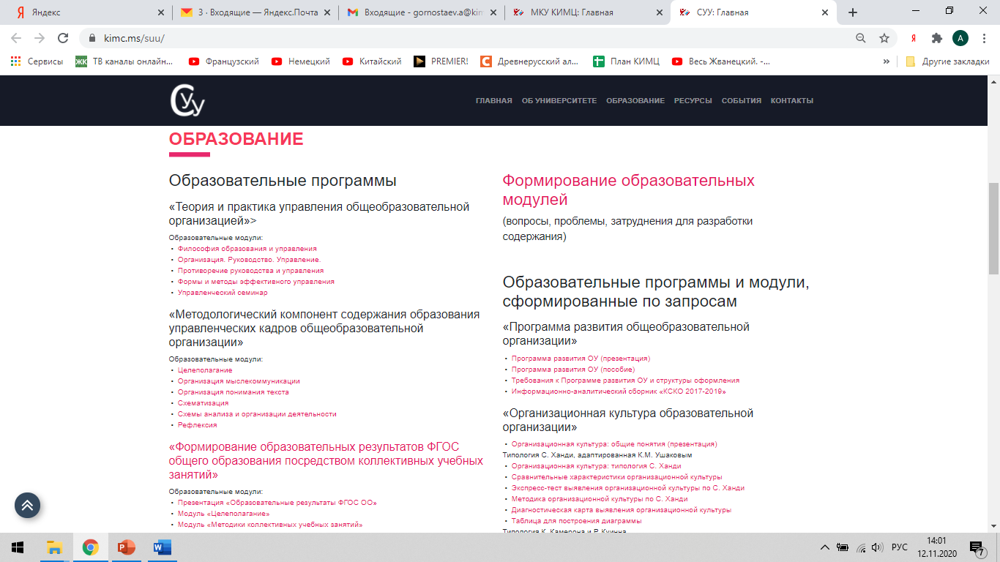 Яндекс
3 · Входящие — Яндекс.Почта
Входящие - gornostaev.a@kim
МКУ КИМЦ: Главная
СУУ: Главная
kimc.ms/suu/
Я
A
Сервисы
ЖК ТВ каналы онлайн...
Французский
Немецкий
Китайский
PREMIER!
Древнерусский ал...
План КИМЦ
Весь Жванецкий. -...
»
Другие закладки
Суу
ГЛАВНАЯ ОБ УНИВЕРСИТЕТЕ ОБРАЗОВАНИЕ РЕСУРСЫ СОБЫТИЯ КОНТАКТЫ
ОБРАЗОВАНИЕ
Образовательные программы
«Теория и практика управления общеобразовательной
организацией»>
Образовательные модули:
• Философия образования и управления
• Организация. Руководство. Управление.
• Противоречие руководства и управления
• Формы и методы эффективного управления
• Управленческий семинар
«Методологический компонент содержания образования
управленческих кадров общеобразовательной
организации»
Образовательные модули:
• Целеполагание
• Организация мыслекоммуникации
• Организация понимания текста
• Схематизация
• Схемы анализа и организации деятельности
• Рефлексия
«Формирование образовательных результатов ФГОС
общего образования посредством коллективных учебных
занятий»
Образовательные модули:
• Презентация «Образовательные результаты ФГОС ОО»
• Модуль «Целеполагание»
• Модуль «Методики коллективных учебных занятий»
Формирование образовательных
модулей
(вопросы, проблемы, затруднения для разработки
содержания)
Образовательные программы и модули,
сформированные по запросам
«Программа развития общеобразовательной
организации»
• Программа развития ОУ (презентация)
• Программа развития ОУ (пособие)
• Требования к Программе развития ОУ и структуры оформления
• Информационно-аналитический сборник «КСКО 2017-2019»
«Организационная культура образовательной
организации»
• Организационная культура: общие понятия (презентация)
Типология С. Ханди, адаптированная К.М. Ушаковым
• Организационная культура: типология С. Ханди
• Сравнительные характеристики организационной культуры
• Экспресс-тест выявления организационной культуры по С. Ханди
• Методика организационной культуры по С. Ханди
• Диагностическая карта выявления организационной культуры
• Таблица для построения диаграммы
Типология К. Камерона и Р. Куинна
РУС
14:01
12.11.2020
7